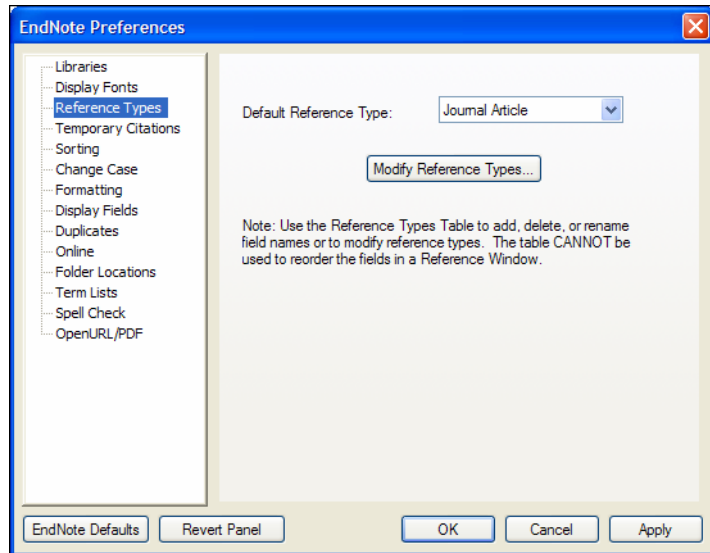 EndNote Preferences
Libraries
Display Fonts
Reference Types
Temporary Citations
Sorting
Change Case
Formatting
Display Fields
Duplicates
Online
Folder Locations
Term Lists
Spell Check
OpenURL/PDF
Default Reference Type: Journal Article
Modify Reference Types...
Note: Use the Reference Types Table to add, delete, or rename
field names or to modify reference types. The table CANNOT be
used to reorder the fields in a Reference Window.
EndNote Defaults Revert Panel OK Cancel Apply